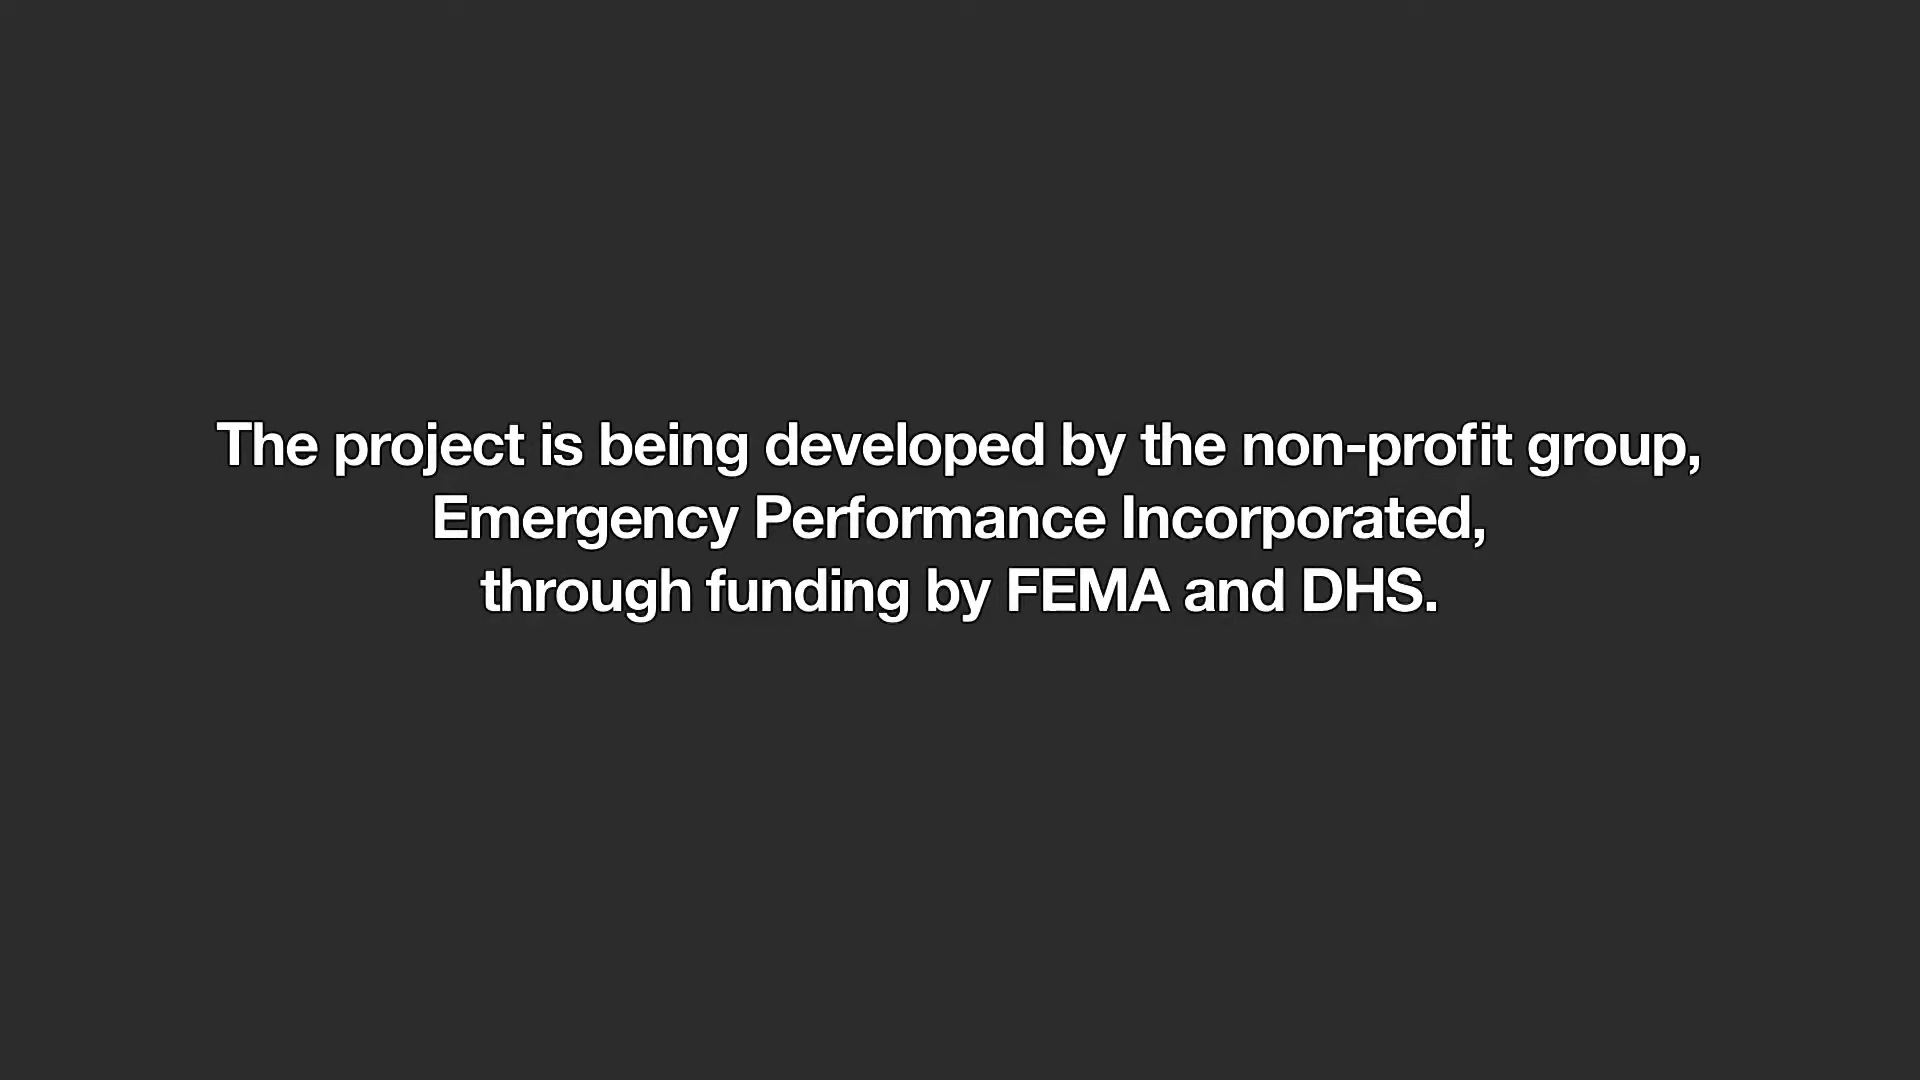 The project is being developed by the non-profit group,
Emergency Performance Incorporated,
through funding by FEMA and DHS.